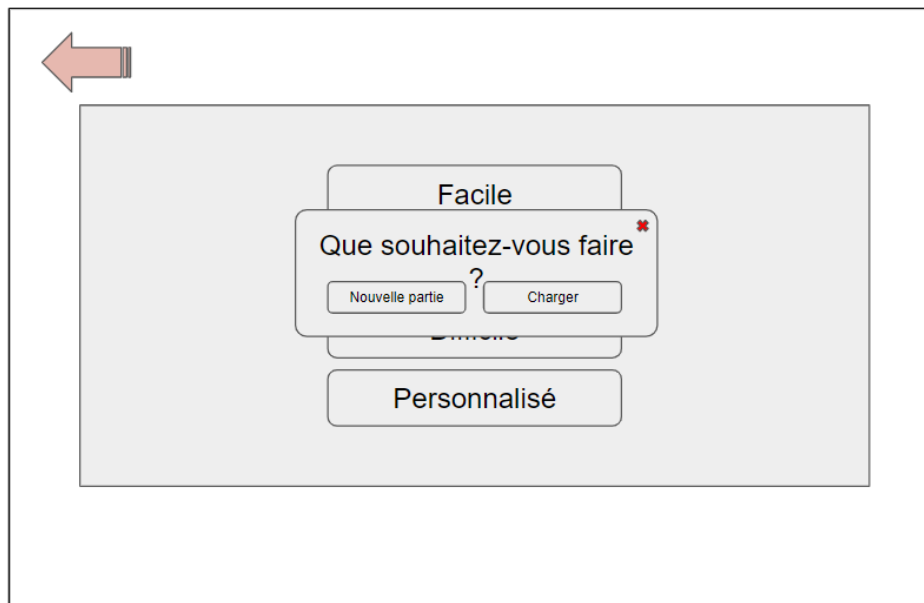 Facile
Que souhaitez-vous faire
?
Nouvelle partie
Charger
Personnalisé